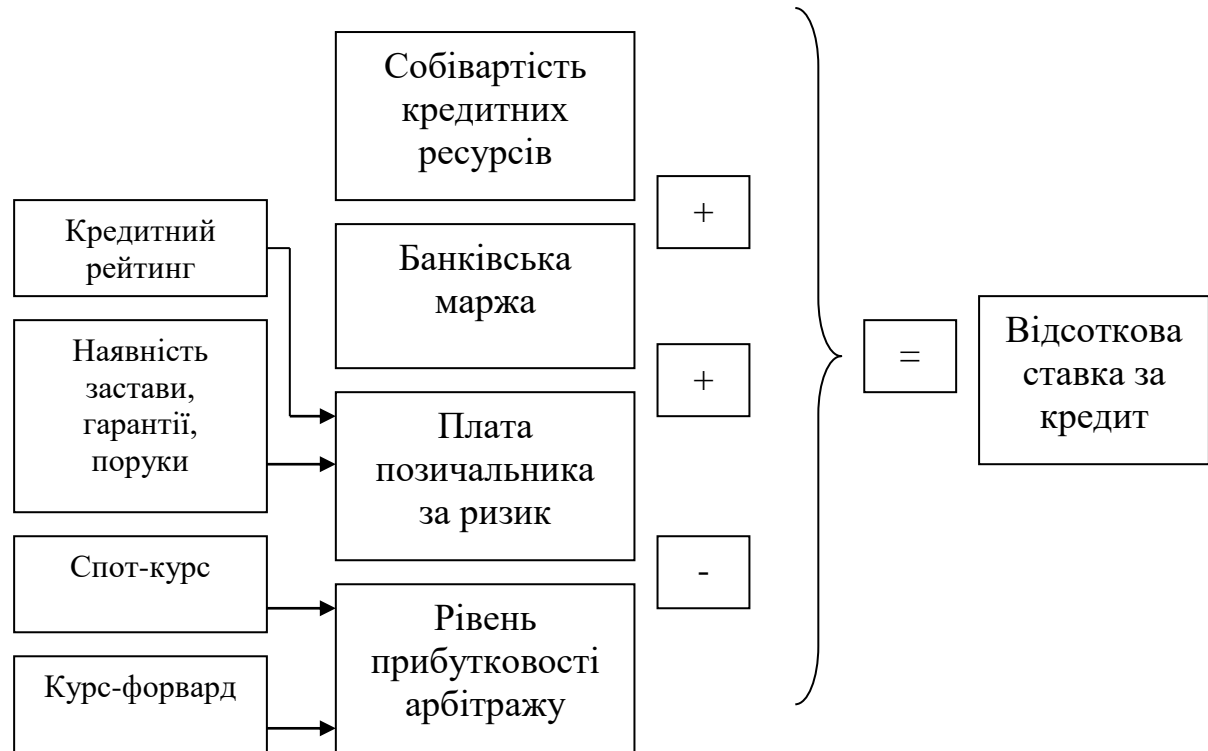 Кредитний
рейтинг
Наявність
застави,
гарантії,
поруки
Спот-курс
Курс-форвард
Собівартість
кредитних
ресурсів
+
Банківська
маржа
+
Плата
позичальника
за ризик
-
Рівень
прибутковості
арбітражу
=
Відсоткова
ставка за
кредит